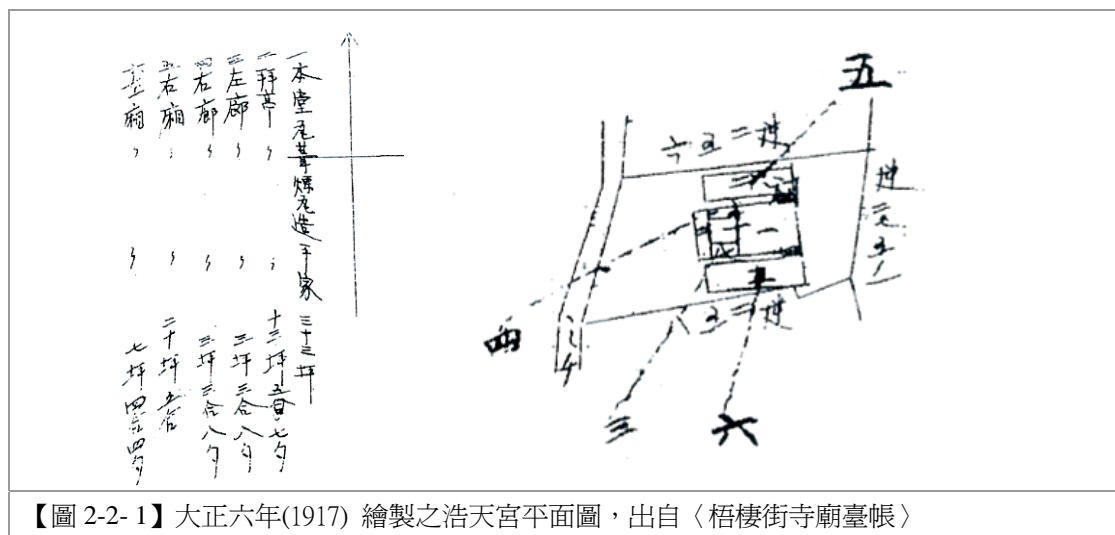 一本堂瓦葺煉瓦造平家 三十三坪
二拜亭 〃 〃 十三坪五合七勺
三左廊 〃 〃 三坪三合八勺
四右廊 〃 〃 三坪三合八勺
五右廂 〃 〃 二十坪五合
六左廂 〃 〃 七坪四合四勺
五
四
三
六
【圖 2-2- 1】大正六年(1917) 繪製之浩天宮平面圖，出自〈梧棲街寺廟臺帳〉